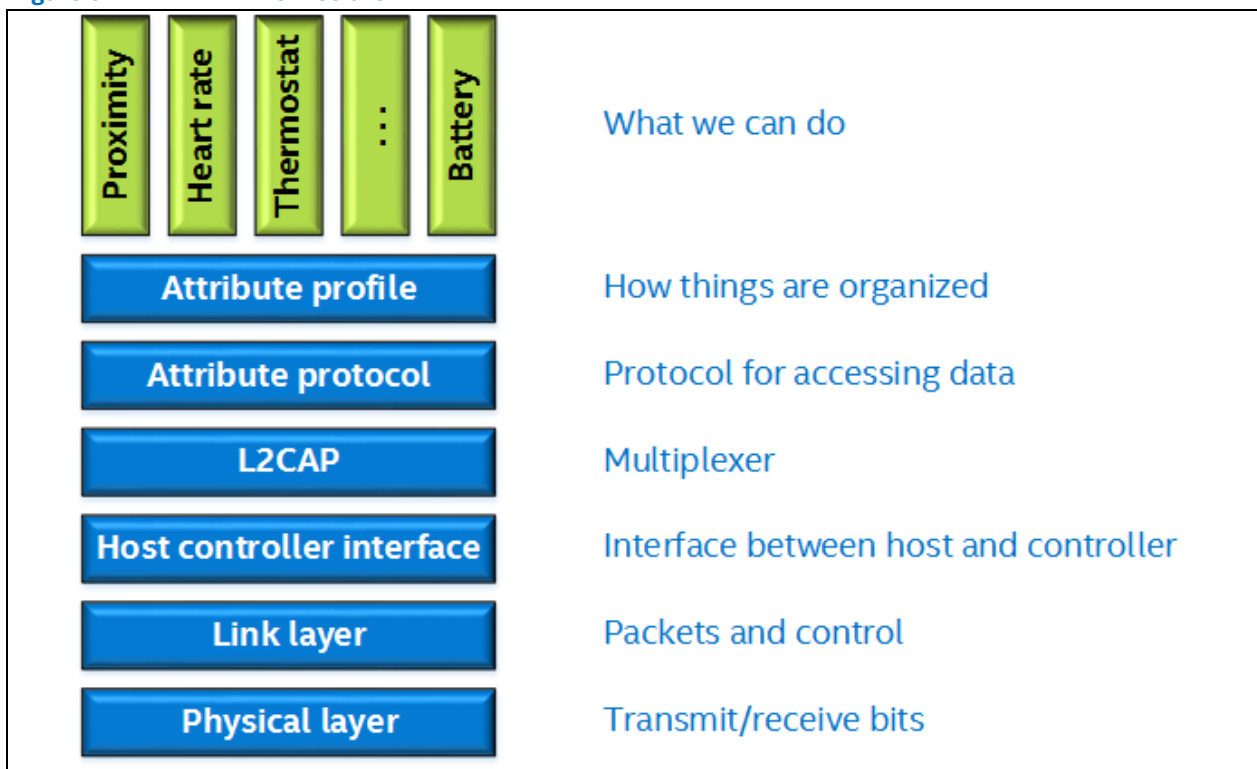 Proximity
Heart rate
Thermostat
...
Battery
What we can do
Attribute profile
How things are organized
Attribute protocol
Protocol for accessing data
L2CAP
Multiplexer
Host controller interface
Interface between host and controller
Link layer
Packets and control
Physical layer
Transmit/receive bits